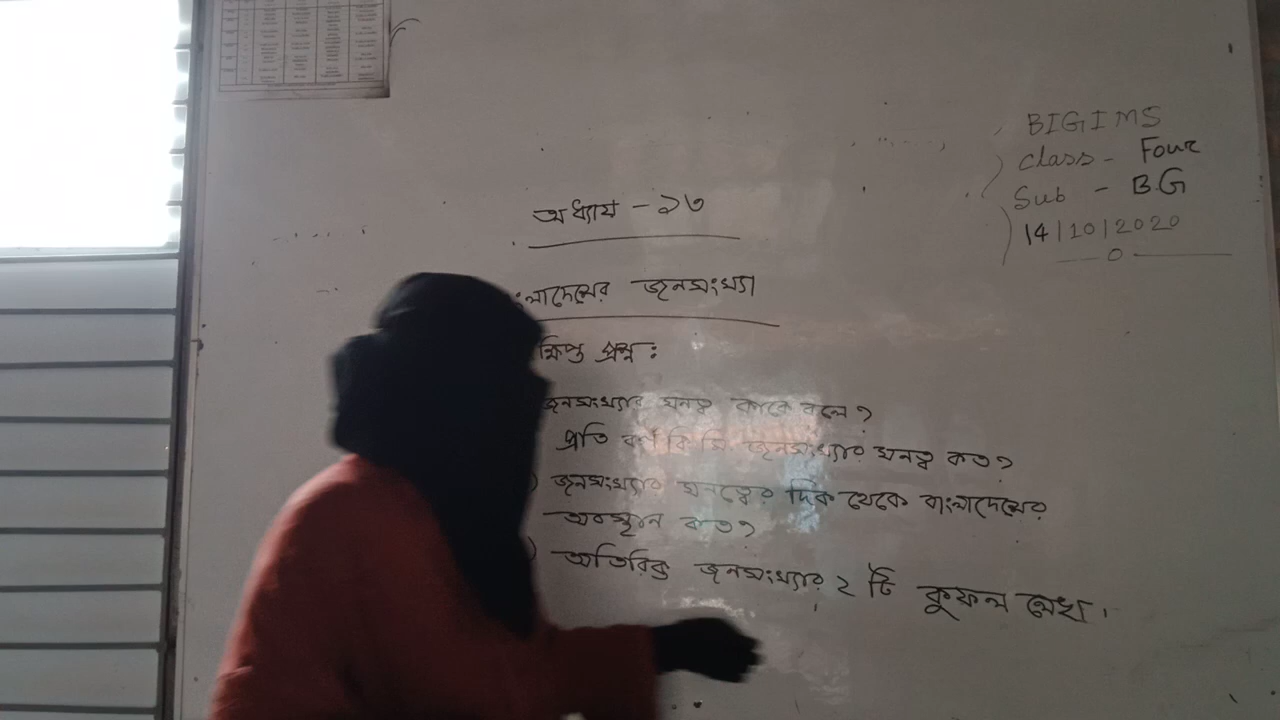 BIGIMS
Class - Four
Sub - BG
14/10/2020
অধ্যায় - ১৩
লাদেশের জনসংখ্যা
ক্ষিপ্ত প্রশ্ন :
জনসংখ্যার ঘনত্ব কাকে বলে?
প্রতি বর্গ কি.মি. জনসংখ্যার ঘনত্ব কত?
) জনসংখ্যার ঘনত্বের দিক থেকে বাংলাদেশের
অবস্থান কত?
) অতিরিক্ত জনসংখ্যার ২ টি কুফল লেখ।